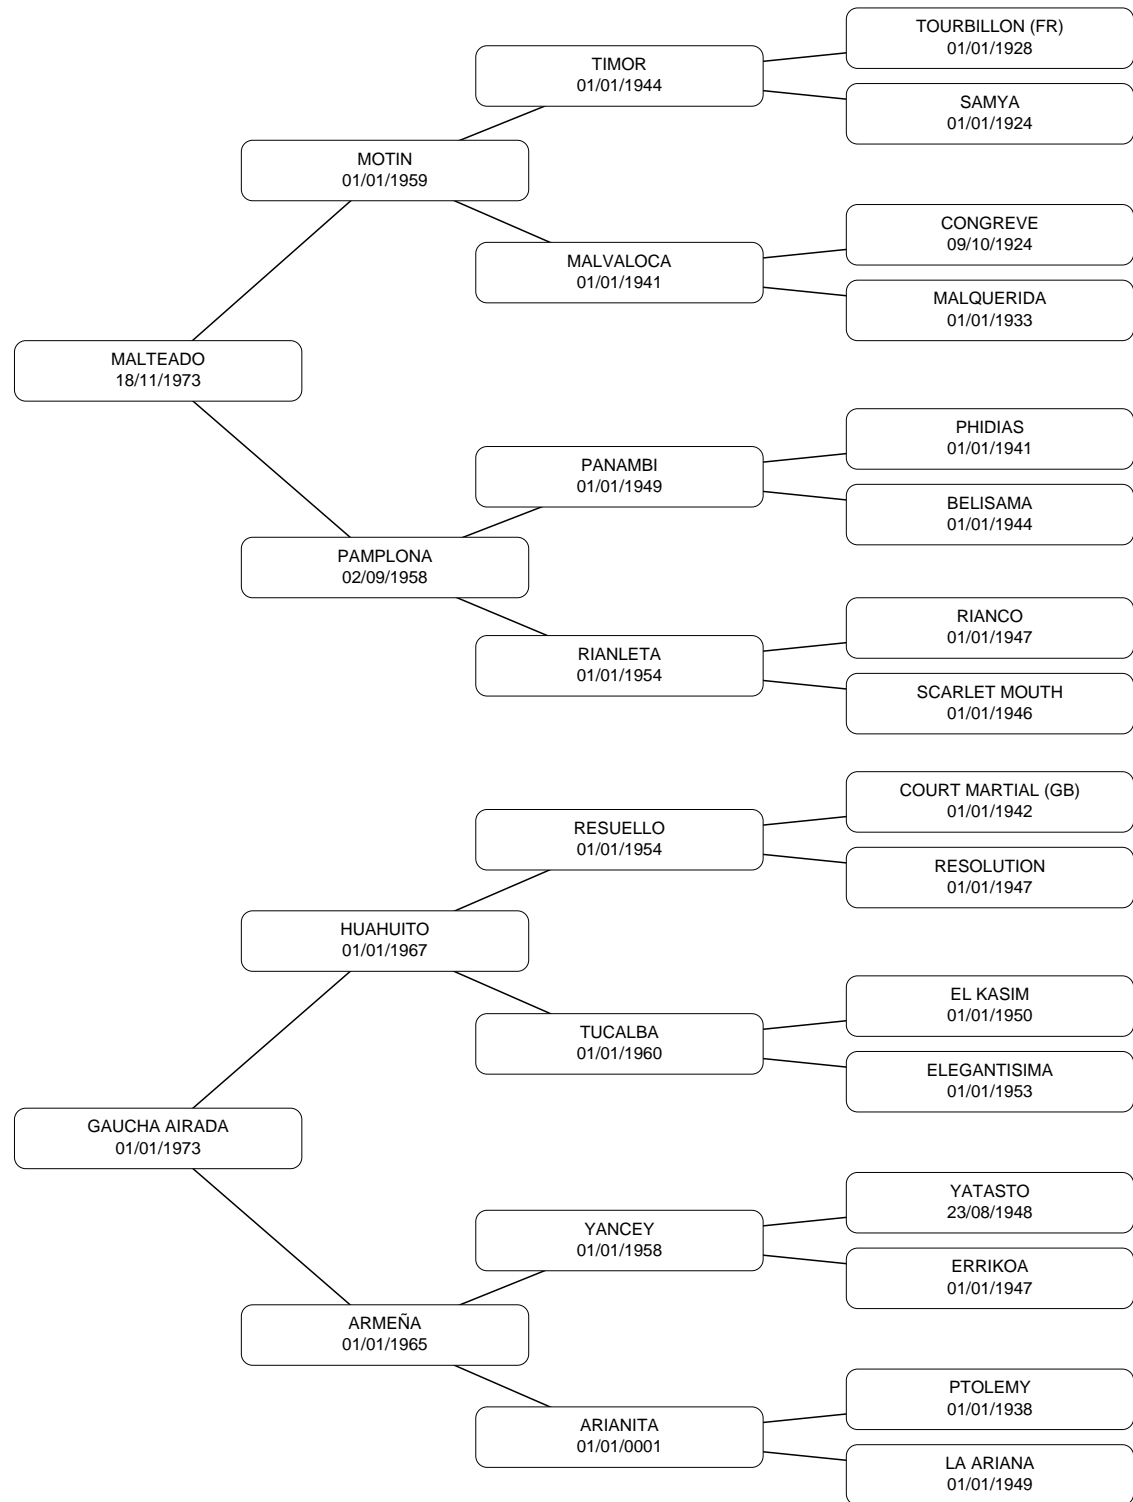 TOURBILLON (FR)
01/01/1928
TIMOR
01/01/1944
SAMYA
01/01/1924
MOTIN
01/01/1959
CONGREVE
09/10/1924
MALVALOCA
01/01/1941
MALQUERIDA
01/01/1933
MALTEADO
18/11/1973
PHIDIAS
01/01/1941
PANAMBI
01/01/1949
BELISAMA
01/01/1944
PAMPLONA
02/09/1958
RIANCO
01/01/1947
RIANLETA
01/01/1954
SCARLET MOUTH
01/01/1946
COURT MARTIAL (GB)
01/01/1942
RESUELLO
01/01/1954
RESOLUTION
01/01/1947
HUAHUITO
01/01/1967
EL KASIM
01/01/1950
TUCALBA
01/01/1960
ELEGANTISIMA
01/01/1953
GAUCHA AIRADA
01/01/1973
YATASTO
23/08/1948
YANCEY
01/01/1958
ERRIKOA
01/01/1947
ARMEÑA
01/01/1965
PTOLEMY
01/01/1938
ARIANITA
01/01/0001
LA ARIANA
01/01/1949